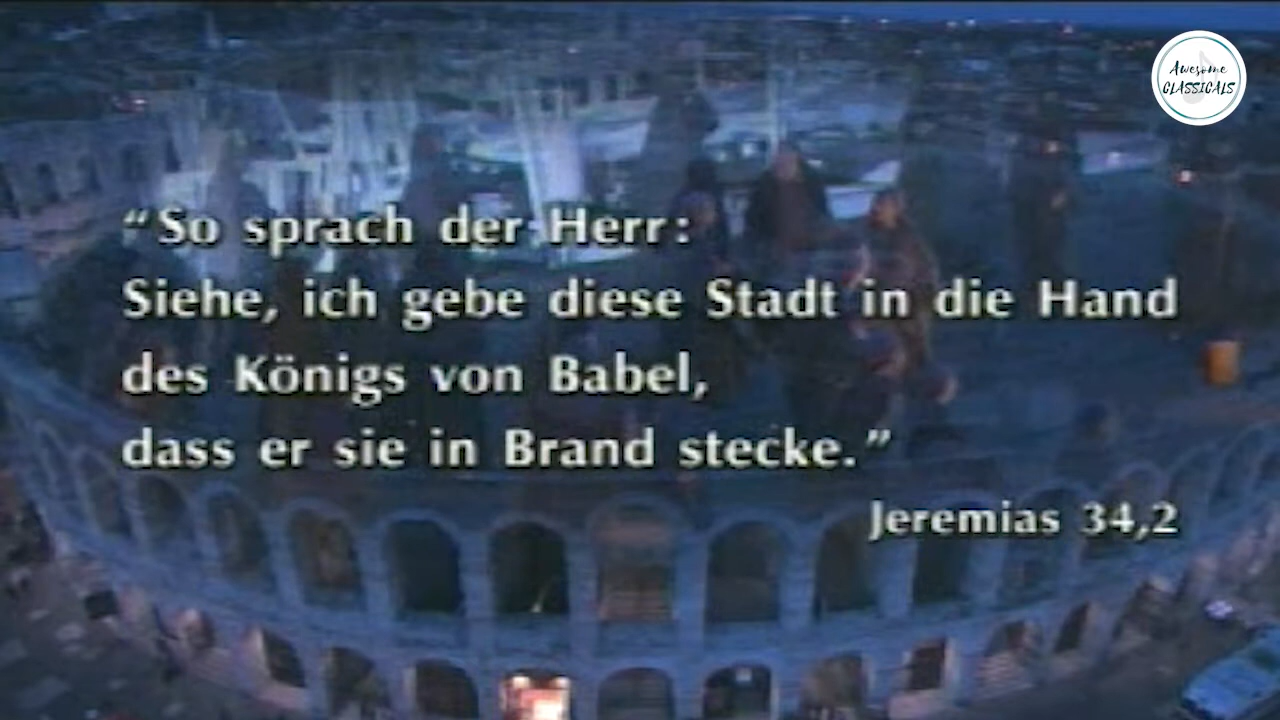 Awesome
CLASSICALS
“So sprach der Herr:
Siehe, ich gebe diese Stadt in die Hand
des Königs von Babel,
dass er sie in Brand stecke.”
Jeremias 34,2